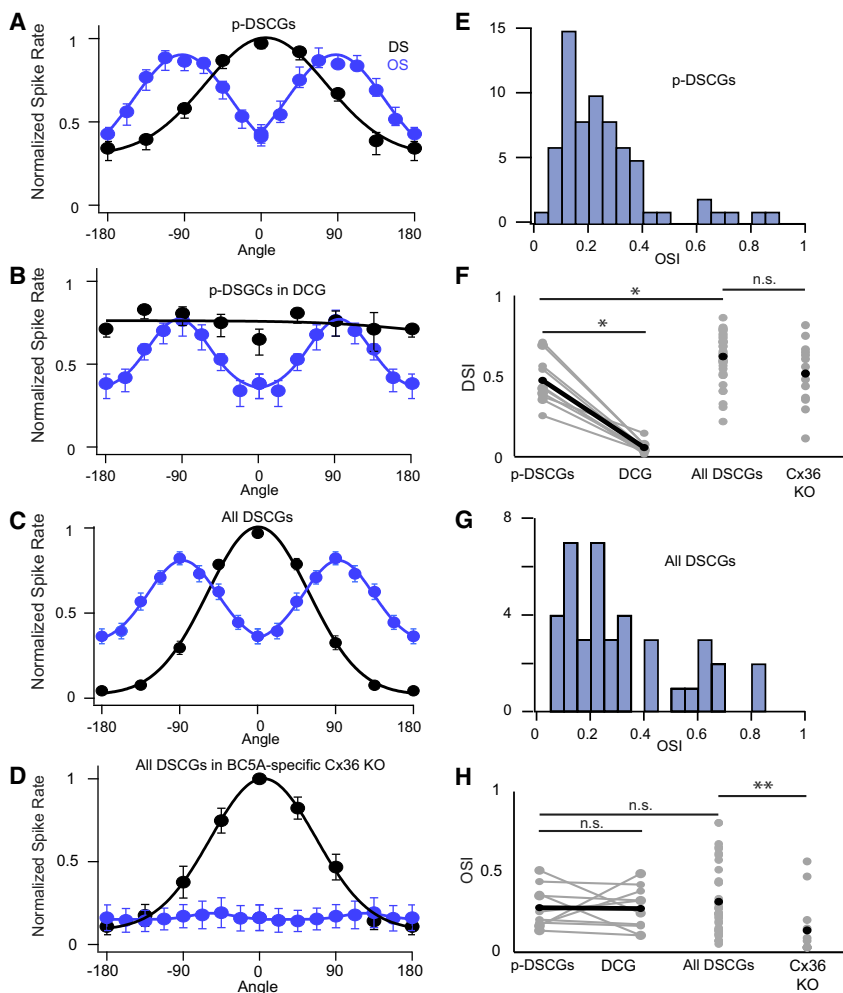 A
p-DSCGs
DS
OS
Normalized Spike Rate
1
0.5
0
-180
-90
0
90
180
Angle
B
p-DSGCs in DCG
Normalized Spike Rate
1
0.5
0
-180
-90
0
90
180
Angle
C
All DSCGs
Normalized Spike Rate
1
0.5
0
-180
-90
0
90
180
Angle
D
All DSCGs in BC5A-specific Cx36 KO
Normalized Spike Rate
1
0.5
0
-180
-90
0
90
180
Angle
E
p-DSCGs
15
10
5
0
0
0.2
0.4
0.6
0.8
1
OSI
F
n.s.
*
*
DSI
1
0.5
0
p-DSCGs
DCG
All DSCGs
Cx36
KO
G
All DSCGs
8
4
0
0
0.2
0.4
0.6
0.8
1
OSI
H
**
n.s.
n.s.
OSI
1
0.5
0
p-DSCGs
DCG
All DSCGs
Cx36
KO